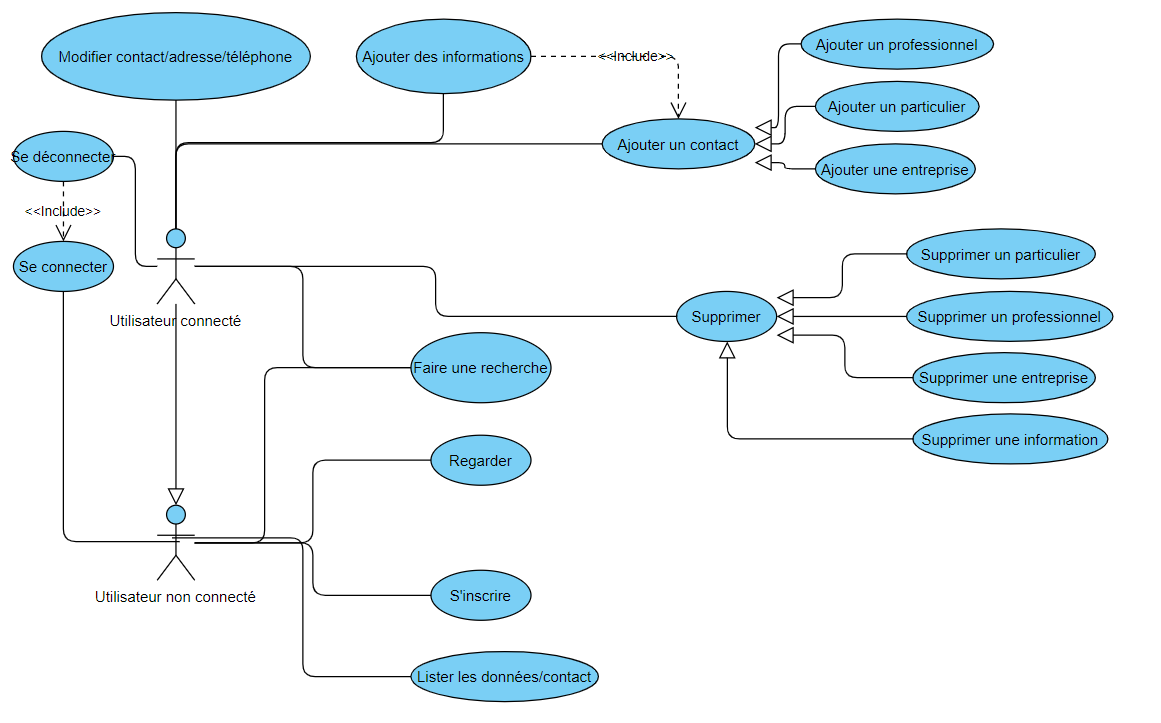 Modifier contact/adresse/téléphone
Ajouter des informations
<<Include>>
Ajouter un professionnel
Ajouter un particulier
Ajouter un contact
Ajouter une entreprise
Se déconnecter
<<Include>>
Se connecter
Utilisateur connecté
Supprimer un particulier
Supprimer
Supprimer un professionnel
Faire une recherche
Supprimer une entreprise
Supprimer une information
Regarder
Utilisateur non connecté
S'inscrire
Lister les données/contact